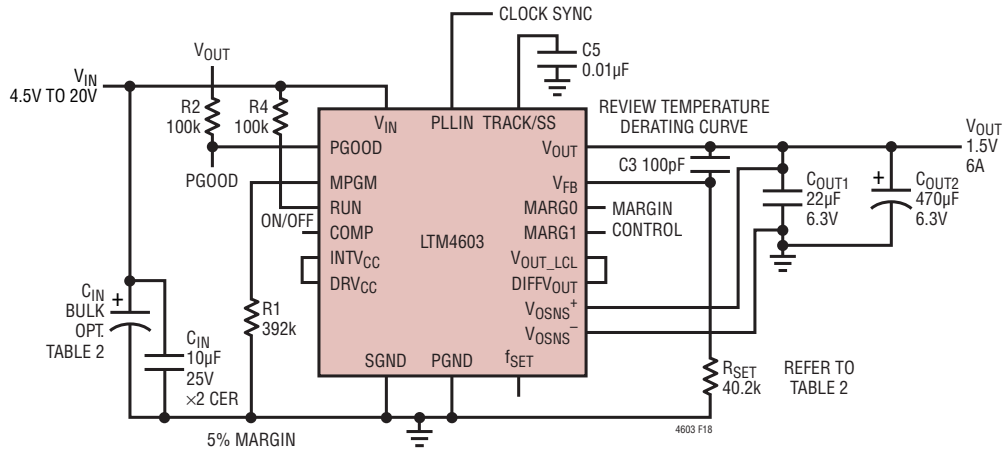 CLOCK SYNC
C5
0.01µF
VOUT
VIN
4.5V TO 20V
R2
100k
R4
100k
REVIEW TEMPERATURE
DERATING CURVE
VOUT
1.5V
6A
VIN
PLLIN
TRACK/SS
PGOOD
VOUT
C3 100pF
PGOOD
MPGM
VFB
COUT1
22µF
6.3V
+
COUT2
470µF
6.3V
RUN
MARG0
MARGIN
CONTROL
ON/OFF
COMP
LTM4603
MARG1
INTVCC
VOUT_LCL
DRVCC
DIFFVOUT
VOSNS+
VOSNS–
CIN
BULK
OPT.
TABLE 2
+
R1
392k
CIN
10µF
25V
×2 CER
SGND
PGND
fSET
RSET
40.2k
REFER TO
TABLE 2
5% MARGIN
4603 F18